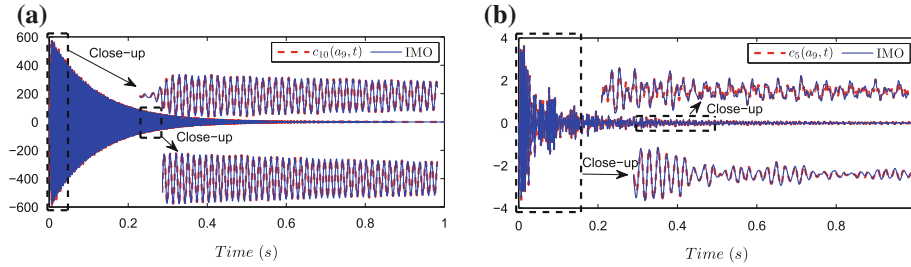 (a)
600
400
200
0
−200
−400
−600
Close−up
c₁₀(a₉, t) IMO
Close−up
0 0.2 0.4 0.6 0.8 1
Time (s)
(b)
4
2
0
−2
−4
c₅(a₉, t) IMO
Close−up
Close−up
0 0.2 0.4 0.6 0.8
Time (s)